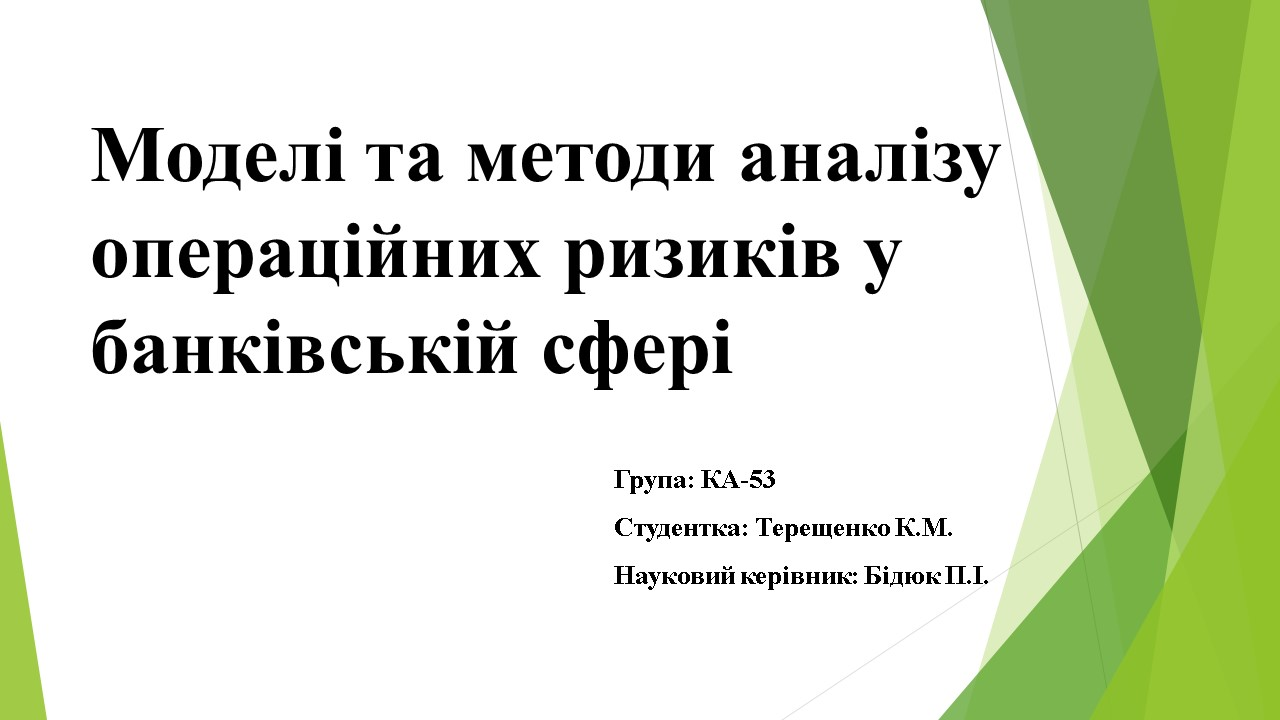 Моделі та методи аналізу
операційних ризиків у
банківській сфері
Група: КА-53
Студентка: Терещенко К.М.
Науковий керівник: Бідюк П.І.